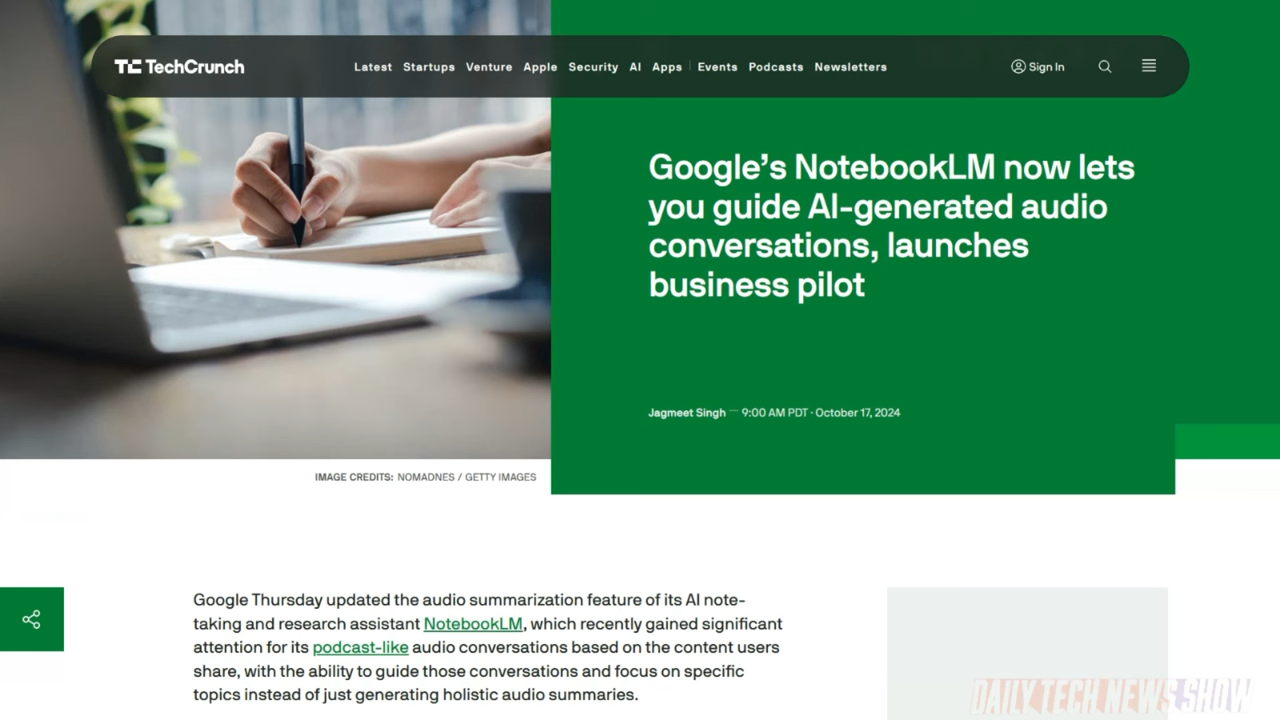 TechCrunch
Latest Startups Venture Apple Security AI Apps Events Podcasts Newsletters
Sign In
Google's NotebookLM now lets
you guide AI-generated audio
conversations, launches
business pilot
Jagmeet Singh — 9:00 AM PDT · October 17, 2024
IMAGE CREDITS: NOMADNES / GETTY IMAGES
Google Thursday updated the audio summarization feature of its AI note-
taking and research assistant NotebookLM, which recently gained significant
attention for its podcast-like audio conversations based on the content users
share, with the ability to guide those conversations and focus on specific
topics instead of just generating holistic audio summaries.
DAILY TECH NEWS SHOW